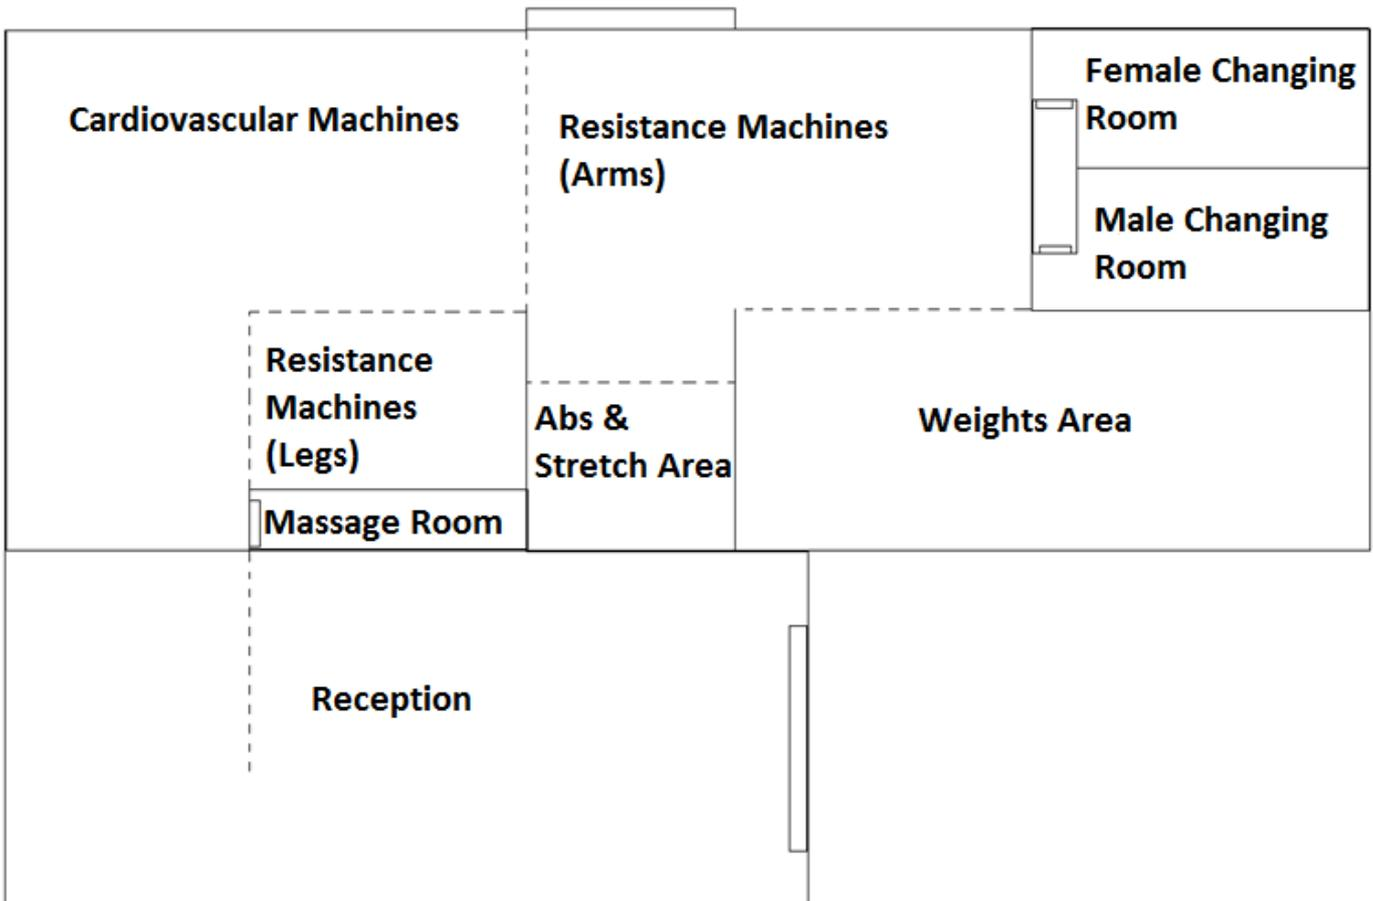 Cardiovascular Machines
Resistance Machines
(Arms)
Female Changing
Room
Male Changing
Room
Resistance
Machines
(Legs)
Abs &
Stretch Area
Weights Area
Massage Room
Reception